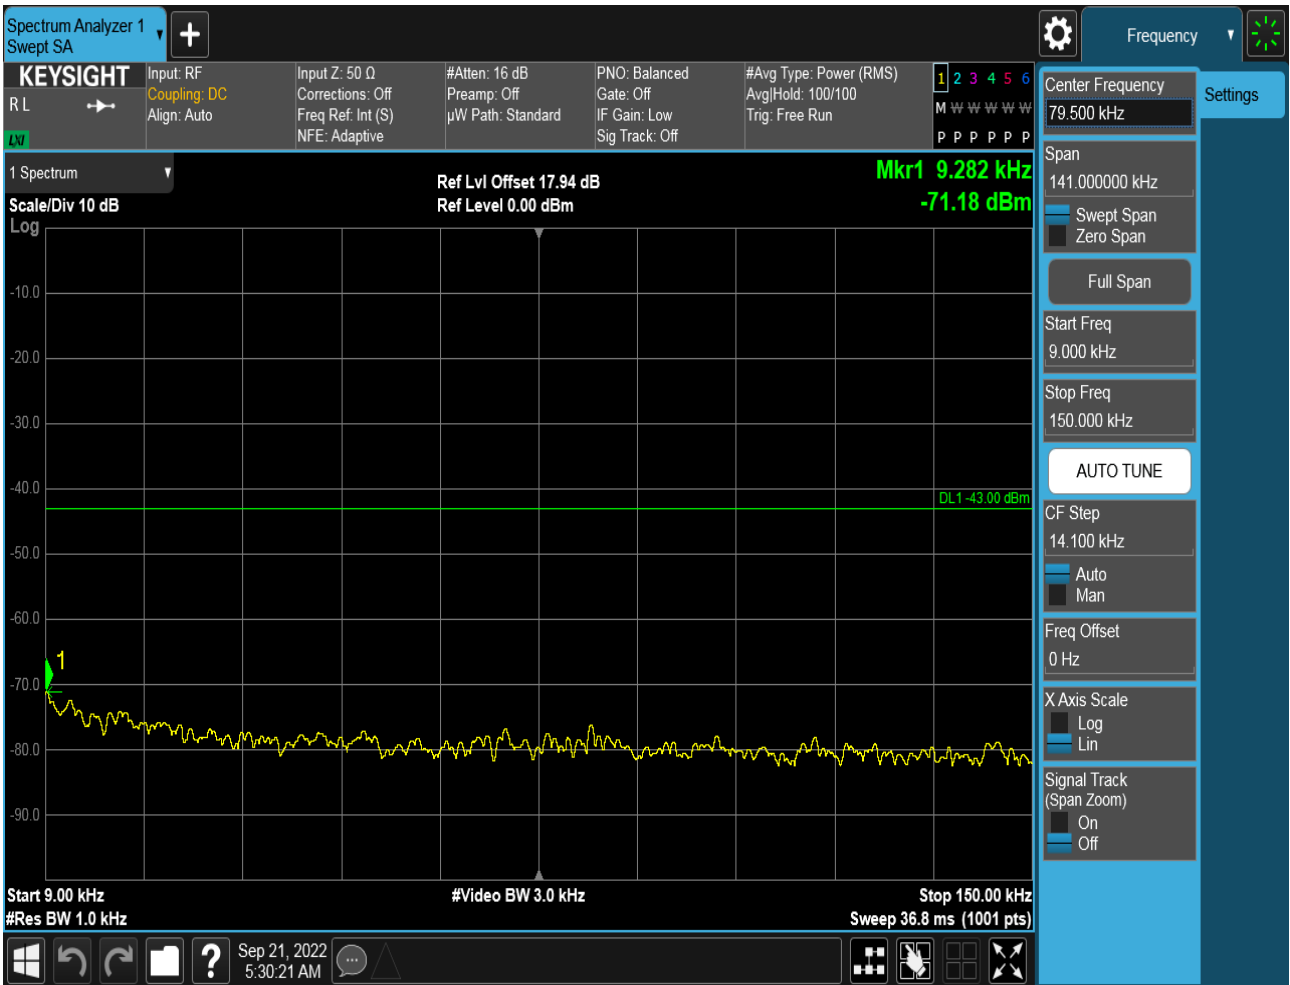 Spectrum Analyzer 1
Swept SA
Frequency
KEYSIGHT
R L
LXI
Input: RF
Coupling: DC
Align: Auto
Input Z: 50 Ω
Corrections: Off
Freq Ref: Int (S)
NFE: Adaptive
#Atten: 16 dB
Preamp: Off
µW Path: Standard
PNO: Balanced
Gate: Off
IF Gain: Low
Sig Track: Off
#Avg Type: Power (RMS)
Avg|Hold: 100/100
Trig: Free Run
1 2 3 4 5 6
M W W W W W
P P P P P P
1 Spectrum
Scale/Div 10 dB
Log
Ref Lvl Offset 17.94 dB
Ref Level 0.00 dBm
Mkr1 9.282 kHz
-71.18 dBm
-10.0
-20.0
-30.0
-40.0
DL1 -43.00 dBm
-50.0
-60.0
1
-70.0
-80.0
-90.0
Start 9.00 kHz
#Res BW 1.0 kHz
#Video BW 3.0 kHz
Stop 150.00 kHz
Sweep 36.8 ms (1001 pts)
Sep 21, 2022
5:30:21 AM
Center Frequency
79.500 kHz
Settings
Span
141.000000 kHz
Swept Span
Zero Span
Full Span
Start Freq
9.000 kHz
Stop Freq
150.000 kHz
AUTO TUNE
CF Step
14.100 kHz
Auto
Man
Freq Offset
0 Hz
X Axis Scale
Log
Lin
Signal Track
(Span Zoom)
On
Off